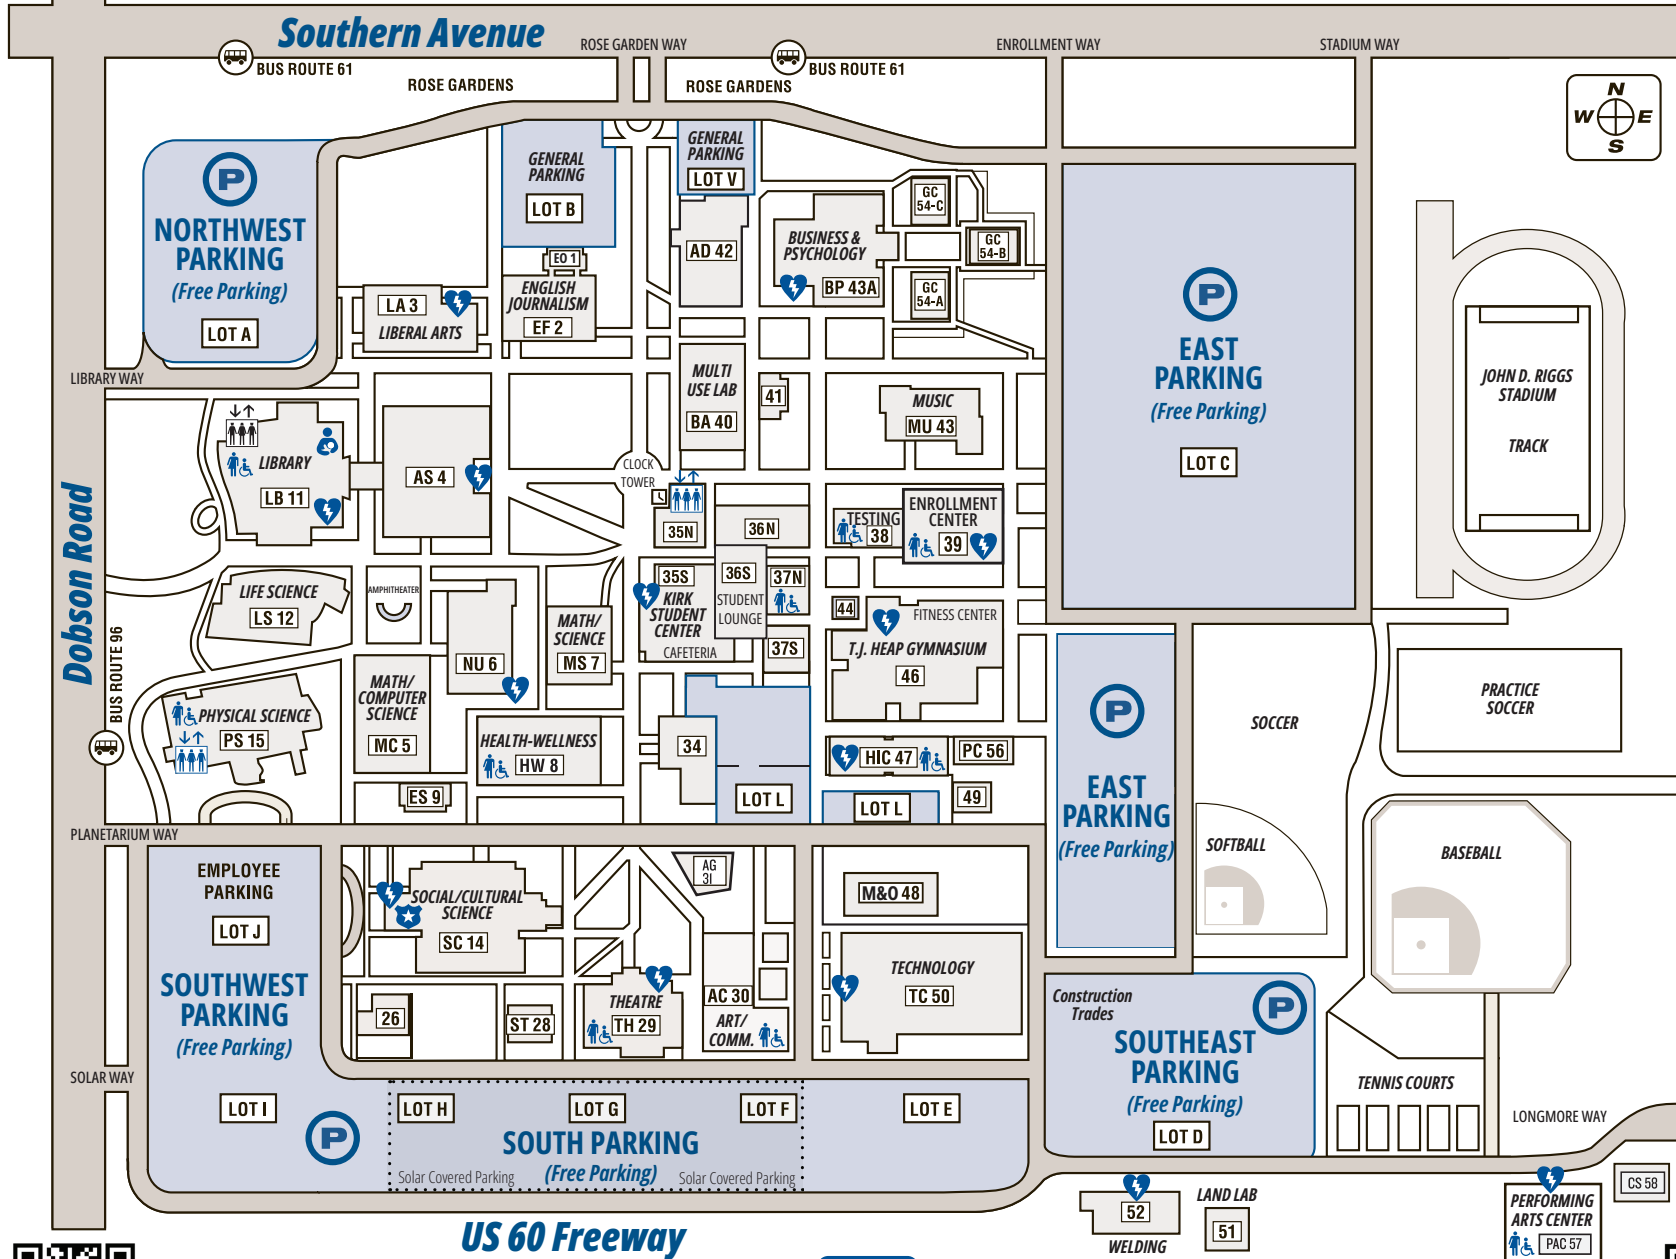 Southern Avenue
ROSE GARDEN WAY
ENROLLMENT WAY
STADIUM WAY
BUS ROUTE 61
BUS ROUTE 61
ROSE GARDENS
ROSE GARDENS
N
W E
S
P
NORTHWEST
PARKING
(Free Parking)
LOT A
GENERAL
PARKING
LOT B
GENERAL
PARKING
LOT V
AD 42
BUSINESS &
PSYCHOLOGY
BP 43A
GC
54-C
GC
54-B
GC
54-A
EO 1
ENGLISH
JOURNALISM
EF 2
LA 3
LIBERAL ARTS
P
EAST
PARKING
(Free Parking)
LOT C
JOHN D. RIGGS
STADIUM
TRACK
LIBRARY WAY
MULTI
USE LAB
BA 40
41
MUSIC
MU 43
LIBRARY
LB 11
AS 4
CLOCK
TOWER
35N
36N
TESTING
38
ENROLLMENT
CENTER
39
Dobson Road
BUS ROUTE 96
LIFE SCIENCE
LS 12
AMPHITHEATER
NU 6
MATH/
SCIENCE
MS 7
35S
KIRK
STUDENT
CENTER
CAFETERIA
36S
STUDENT
LOUNGE
37N
37S
44
FITNESS CENTER
T.J. HEAP GYMNASIUM
46
PHYSICAL SCIENCE
PS 15
MATH/
COMPUTER
SCIENCE
MC 5
HEALTH-WELLNESS
HW 8
ES 9
34
LOT L
HIC 47
PC 56
LOT L
49
P
EAST
PARKING
(Free Parking)
SOCCER
PRACTICE
SOCCER
SOFTBALL
BASEBALL
PLANETARIUM WAY
EMPLOYEE
PARKING
LOT J
SOUTHWEST
PARKING
(Free Parking)
SOCIAL/CULTURAL
SCIENCE
SC 14
AG
31
M&O 48
TECHNOLOGY
TC 50
26
ST 28
THEATRE
TH 29
AC 30
ART/
COMM.
Construction
Trades
P
SOUTHEAST
PARKING
(Free Parking)
LOT D
TENNIS COURTS
LONGMORE WAY
SOLAR WAY
LOT I
P
LOT H
LOT G
LOT F
LOT E
SOUTH PARKING
(Free Parking)
Solar Covered Parking
Solar Covered Parking
US 60 Freeway
52
WELDING
LAND LAB
51
PERFORMING
ARTS CENTER
PAC 57
CS 58